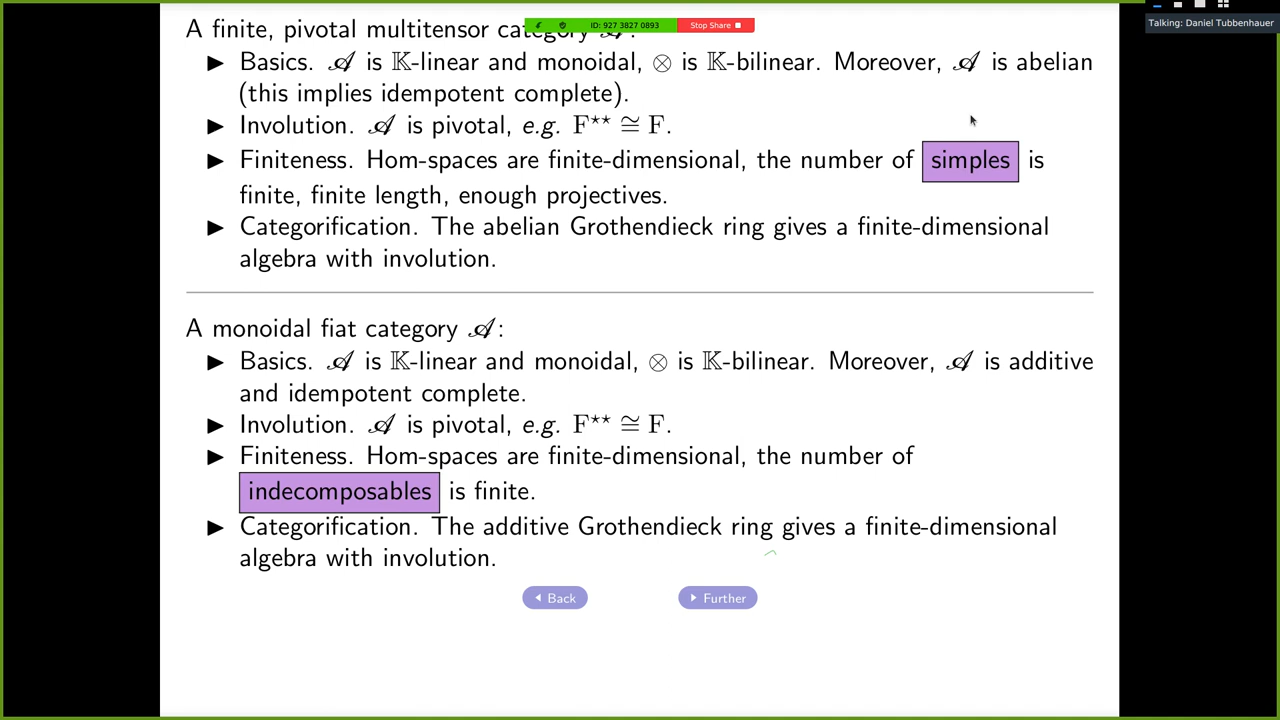 ID: 927 3827 0893
Stop Share
Talking: Daniel Tubbenhauer
A finite, pivotal multitensor category 𝒜:
▶ Basics. 𝒜 is 𝕂-linear and monoidal, ⊗ is 𝕂-bilinear. Moreover, 𝒜 is abelian
(this implies idempotent complete).
▶ Involution. 𝒜 is pivotal, e.g. F** ≅ F.
▶ Finiteness. Hom-spaces are finite-dimensional, the number of simples is
finite, finite length, enough projectives.
▶ Categorification. The abelian Grothendieck ring gives a finite-dimensional
algebra with involution.
A monoidal fiat category 𝒜:
▶ Basics. 𝒜 is 𝕂-linear and monoidal, ⊗ is 𝕂-bilinear. Moreover, 𝒜 is additive
and idempotent complete.
▶ Involution. 𝒜 is pivotal, e.g. F** ≅ F.
▶ Finiteness. Hom-spaces are finite-dimensional, the number of
indecomposables is finite.
▶ Categorification. The additive Grothendieck ring gives a finite-dimensional
algebra with involution.
Back
Further